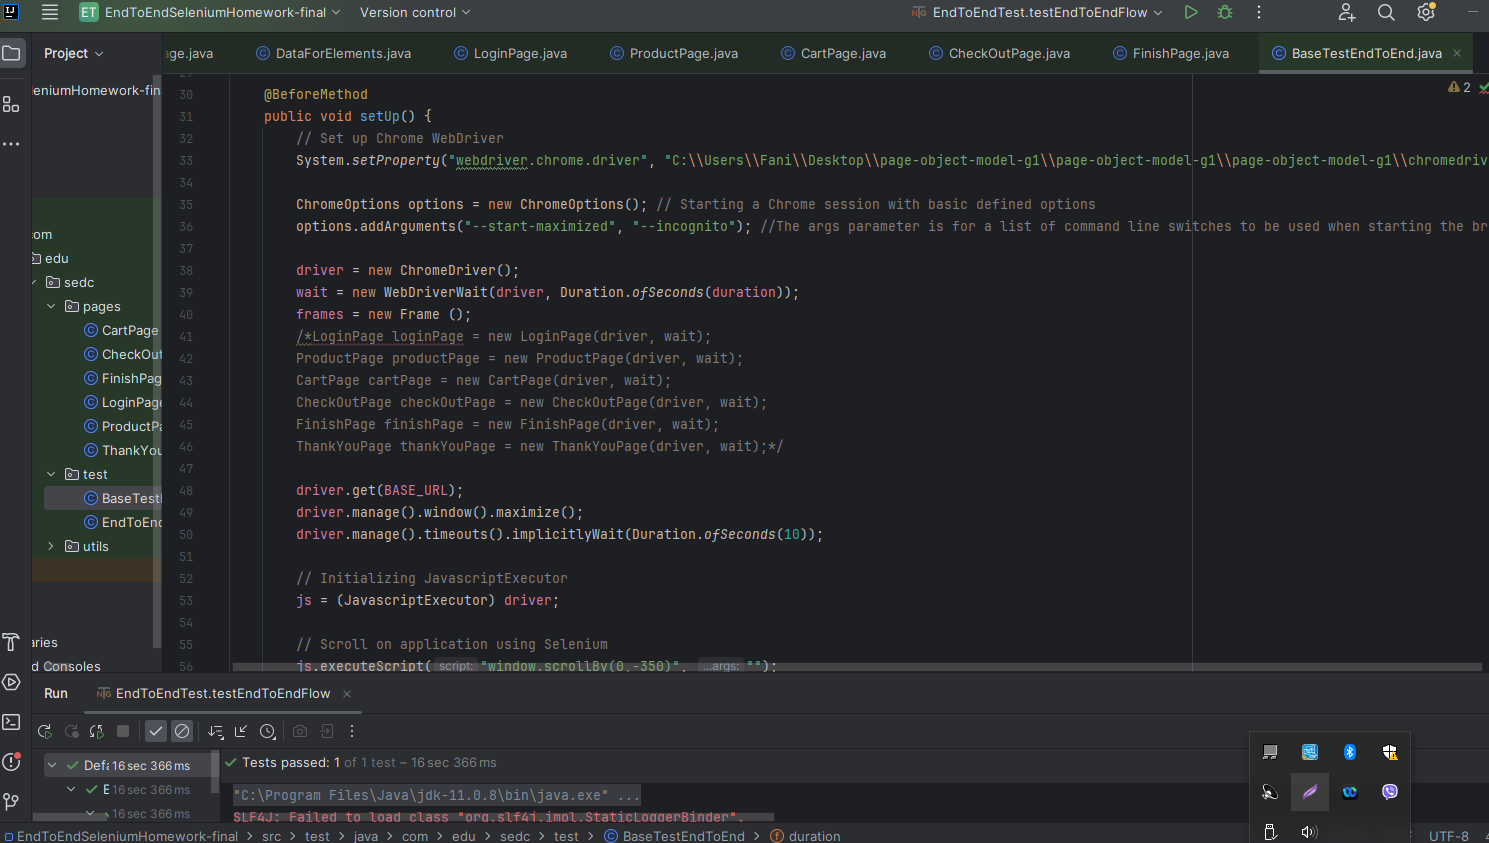 IJ
ET EndToEndSeleniumHomework-final Version control EndToEndTest.testEndToEndFlow
Project
age.java DataForElements.java LoginPage.java ProductPage.java CartPage.java CheckOutPage.java FinishPage.java BaseTestEndToEnd.java
2
eleniumHomework-fin
com
edu
sedc
pages
CartPage
CheckOut
FinishPag
LoginPage
ProductPa
ThankYou
test
BaseTestE
EndToEnd
utils
aries
d Consoles
30 @BeforeMethod
31 public void setUp() {
32 // Set up Chrome WebDriver
33 System.setProperty("webdriver.chrome.driver", "C:\\Users\\Fani\\Desktop\\page-object-model-g1\\page-object-model-g1\\page-object-model-g1\\chromedriv
34
35 ChromeOptions options = new ChromeOptions(); // Starting a Chrome session with basic defined options
36 options.addArguments("--start-maximized", "--incognito"); //The args parameter is for a list of command line switches to be used when starting the br
37
38 driver = new ChromeDriver();
39 wait = new WebDriverWait(driver, Duration.ofSeconds(duration));
40 frames = new Frame ();
41 /*LoginPage loginPage = new LoginPage(driver, wait);
42 ProductPage productPage = new ProductPage(driver, wait);
43 CartPage cartPage = new CartPage(driver, wait);
44 CheckOutPage checkOutPage = new CheckOutPage(driver, wait);
45 FinishPage finishPage = new FinishPage(driver, wait);
46 ThankYouPage thankYouPage = new ThankYouPage(driver, wait);*/
47
48 driver.get(BASE_URL);
49 driver.manage().window().maximize();
50 driver.manage().timeouts().implicitlyWait(Duration.ofSeconds(10));
51
52 // Initializing JavascriptExecutor
53 js = (JavascriptExecutor) driver;
54
55 // Scroll on application using Selenium
56 js.executeScript( script: "window.scrollBy(0,-350)", ...args: "");
Run EndToEndTest.testEndToEndFlow
Defa 16 sec 366 ms
E 16 sec 366 ms
16 sec 366 ms
Tests passed: 1 of 1 test – 16 sec 366 ms
"C:\Program Files\Java\jdk-11.0.8\bin\java.exe" ...
SLF4J: Failed to load class "org.slf4j.impl.StaticLoggerBinder".
EndToEndSeleniumHomework-final > src > test > java > com > edu > sedc > test > BaseTestEndToEnd > duration
UTF-8